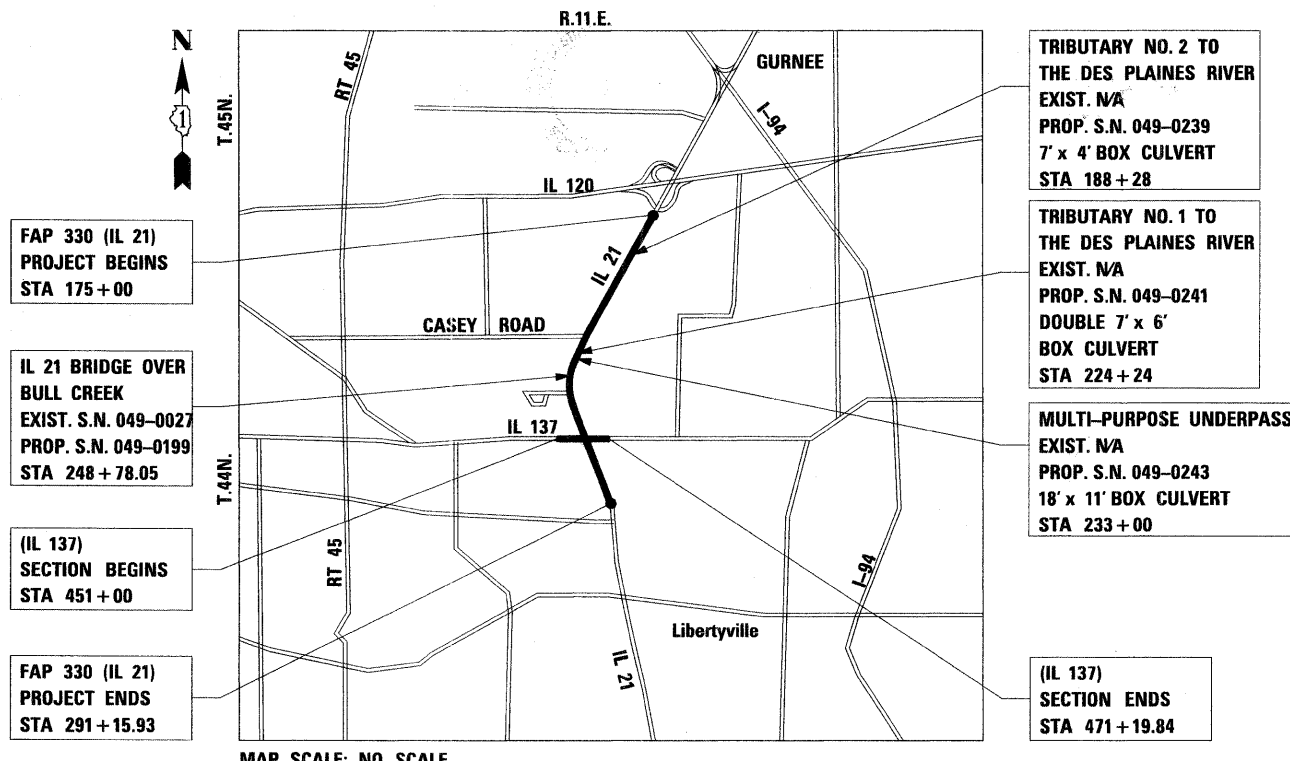 R.11.E.
N
1
T.45N.
T.44N.
RT 45
GURNEE
I-94
IL 120
IL 21
CASEY ROAD
IL 137
RT 45
I-94
Libertyville
IL 21
FAP 330 (IL 21)
PROJECT BEGINS
STA 175+00
IL 21 BRIDGE OVER
BULL CREEK
EXIST. S.N. 049-0027
PROP. S.N. 049-0199
STA 248+78.05
(IL 137)
SECTION BEGINS
STA 451+00
FAP 330 (IL 21)
PROJECT ENDS
STA 291+15.93
TRIBUTARY NO. 2 TO
THE DES PLAINES RIVER
EXIST. N/A
PROP. S.N. 049-0239
7' x 4' BOX CULVERT
STA 188+28
TRIBUTARY NO. 1 TO
THE DES PLAINES RIVER
EXIST. N/A
PROP. S.N. 049-0241
DOUBLE 7' x 6'
BOX CULVERT
STA 224+24
MULTI-PURPOSE UNDERPASS
EXIST. N/A
PROP. S.N. 049-0243
18' x 11' BOX CULVERT
STA 233+00
(IL 137)
SECTION ENDS
STA 471+19.84
MAP SCALE: NO SCALE